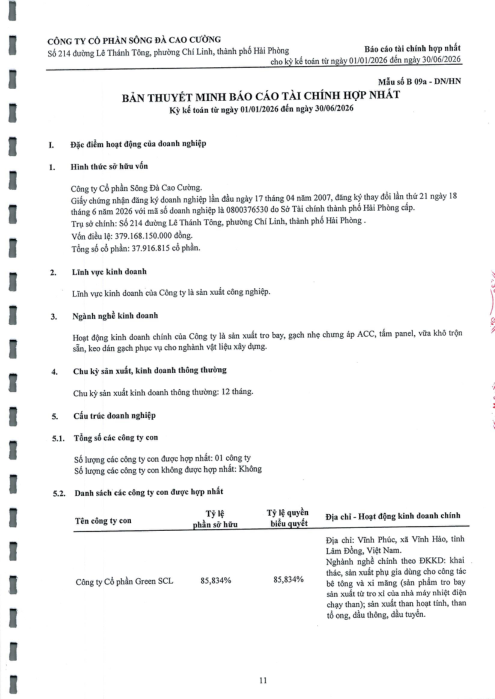 CÔNG TY CỔ PHẦN SÔNG ĐÀ CAO CƯỜNG
Số 214 đường Lê Thánh Tông, phường Chí Linh, thành phố Hải Phòng
Báo cáo tài chính hợp nhất
cho kỳ kế toán từ ngày 01/01/2026 đến ngày 30/06/2026
Mẫu số B 09a - DN/HN
BẢN THUYẾT MINH BÁO CÁO TÀI CHÍNH HỢP NHẤT
Kỳ kế toán từ ngày 01/01/2026 đến ngày 30/06/2026
I. Đặc điểm hoạt động của doanh nghiệp
1. Hình thức sở hữu vốn
Công ty Cổ phần Sông Đà Cao Cường.
Giấy chứng nhận đăng ký doanh nghiệp lần đầu ngày 17 tháng 04 năm 2007, đăng ký thay đổi lần thứ 21 ngày 18
tháng 6 năm 2026 với mã số doanh nghiệp là 0800376530 do Sở Tài chính thành phố Hải Phòng cấp.
Trụ sở chính: Số 214 đường Lê Thánh Tông, phường Chí Linh, thành phố Hải Phòng .
Vốn điều lệ: 379.168.150.000 đồng.
Tổng số cổ phần: 37.916.815 cổ phần.
2. Lĩnh vực kinh doanh
Lĩnh vực kinh doanh của Công ty là sản xuất công nghiệp.
3. Ngành nghề kinh doanh
Hoạt động kinh doanh chính của Công ty là sản xuất tro bay, gạch nhẹ chưng áp ACC, tấm panel, vữa khô trộn
sẵn, keo dán gạch phục vụ cho nghành vật liệu xây dựng.
4. Chu kỳ sản xuất, kinh doanh thông thường
Chu kỳ sản xuất kinh doanh thông thường: 12 tháng.
5. Cấu trúc doanh nghiệp
5.1. Tổng số các công ty con
Số lượng các công ty con được hợp nhất: 01 công ty
Số lượng các công ty con không được hợp nhất: Không
5.2. Danh sách các công ty con được hợp nhất
Tên công ty con
Tỷ lệ
phần sở hữu
Tỷ lệ quyền
biểu quyết
Địa chỉ - Hoạt động kinh doanh chính
Công ty Cổ phần Green SCL
85,834%
85,834%
Địa chỉ: Vĩnh Phúc, xã Vĩnh Hảo, tỉnh
Lâm Đồng, Việt Nam.
Nghành nghề chính theo ĐKKD: khai
thác, sản xuất phụ gia dùng cho công tác
bê tông và xi măng (sản phẩm tro bay
sản xuất từ tro xỉ của nhà máy nhiệt điện
chạy than); sản xuất than hoạt tính, than
tổ ong, dầu thông, dầu tuyển.
11